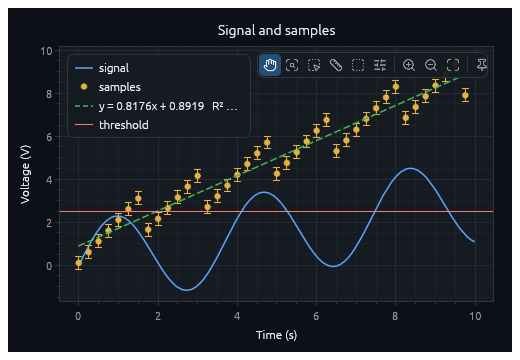 Signal and samples
10
8
6
4
2
0
Voltage (V)
signal
samples
y = 0.8176x + 0.8919 R² ...
threshold
0
2
4
6
8
10
Time (s)